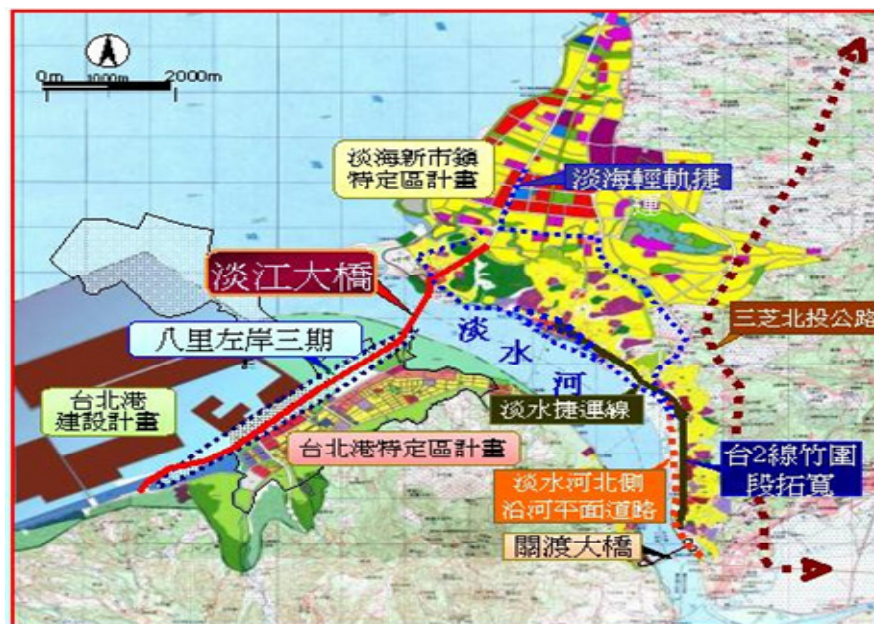 0m 1000m 2000m
淡海新市鎮
特定區計畫
淡海輕軌捷
運
淡江大橋
三芝北投公路
八里左岸三期
淡
水
河
台北港
建設計畫
淡水捷運線
台北港特定區計畫
台2線竹圍
段拓寬
淡水河北側
沿河平面道路
關渡大橋